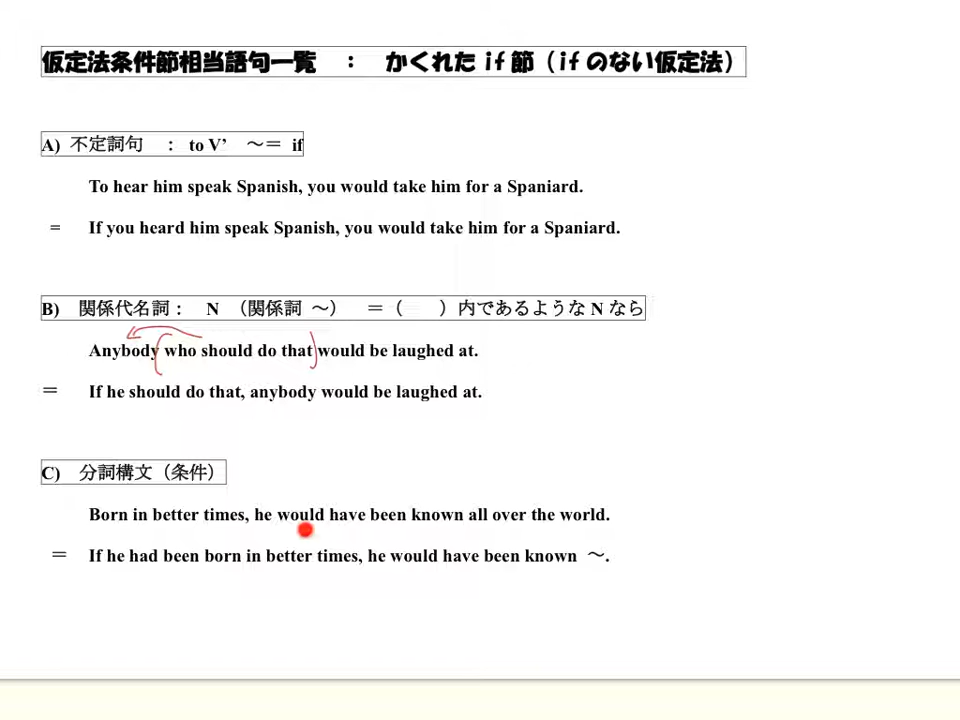 仮定法条件節相当語句一覧 : かくれた if 節（if のない仮定法）
A) 不定詞句 : to V’ ～＝ if
To hear him speak Spanish, you would take him for a Spaniard.
= If you heard him speak Spanish, you would take him for a Spaniard.
B) 関係代名詞： N （関係詞 ～） ＝（ ）内であるような N なら
Anybody who should do that would be laughed at.
＝ If he should do that, anybody would be laughed at.
C) 分詞構文（条件）
Born in better times, he would have been known all over the world.
＝ If he had been born in better times, he would have been known ～.